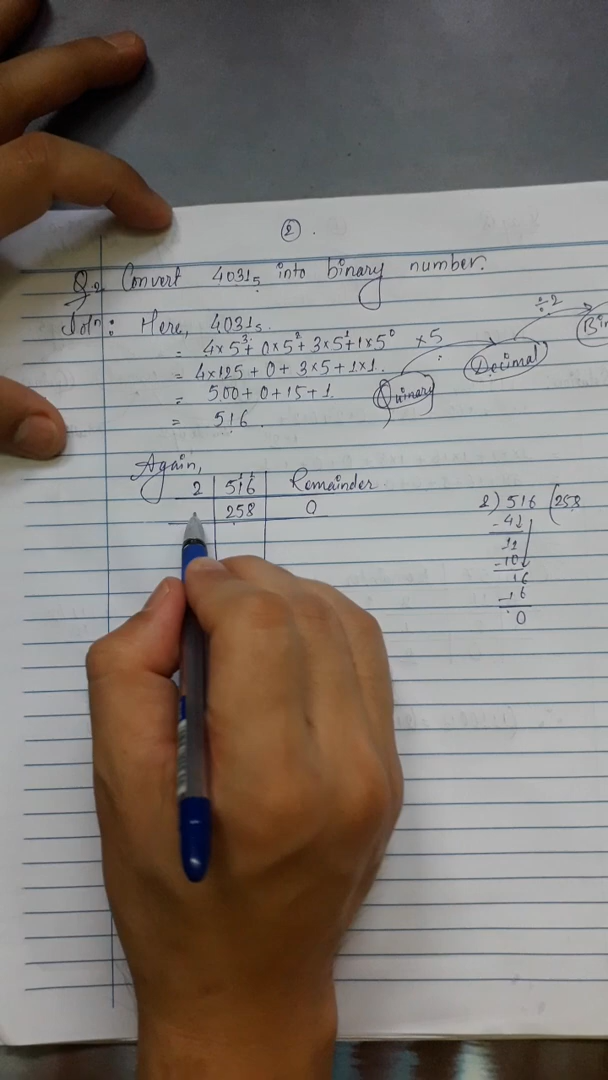 2.
Q.2 Convert 4031₅ into binary number.
Solⁿ: Here, 4031₅.
= 4×5³+0×5²+3×5¹+1×5⁰
= 4×125+0+3×5+1×1.
= 500+0+15+1.
= 516.
×5
÷2
Quinary
Decimal
Bin
Again,
2 | 516 | Remainder
258 | 0
2) 516 (258
-4
11
-10
16
-16
0